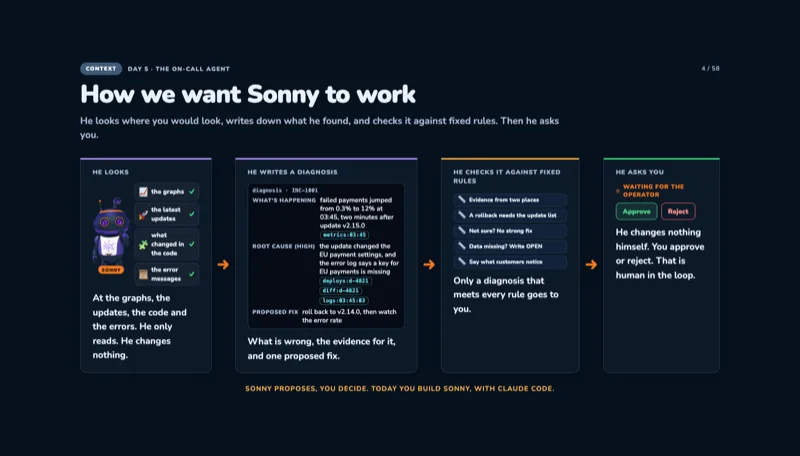 CONTEXT
DAY 5 · THE ON-CALL AGENT
4 / 58
How we want Sonny to work
He looks where you would look, writes down what he found, and checks it against fixed rules. Then he asks
you.
HE LOOKS
the graphs
the latest
updates
what
changed in
the code
the error
messages
SONNY
At the graphs, the
updates, the code and
the errors. He only
reads. He changes
nothing.
HE WRITES A DIAGNOSIS
diagnosis · INC-1001
WHAT'S HAPPENING
failed payments jumped
from 0.3% to 12% at
03:45, two minutes after
update v2.15.0
metrics:03:45
ROOT CAUSE (HIGH)
the update changed the
EU payment settings, and
the error log says a key for
EU payments is missing
deploys:d-4821
diff:d-4821
logs:03:45:03
PROPOSED FIX
roll back to v2.14.0, then watch
the error rate
What is wrong, the evidence for it,
and one proposed fix.
HE CHECKS IT AGAINST FIXED
RULES
Evidence from two places
A rollback needs the update list
Not sure? No strong fix
Data missing? Write OPEN
Say what customers notice
Only a diagnosis that
meets every rule goes to
you.
HE ASKS YOU
WAITING FOR THE
OPERATOR
Approve
Reject
He changes nothing
himself. You approve
or reject. That is
human in the loop.
SONNY PROPOSES, YOU DECIDE. TODAY YOU BUILD SONNY, WITH CLAUDE CODE.